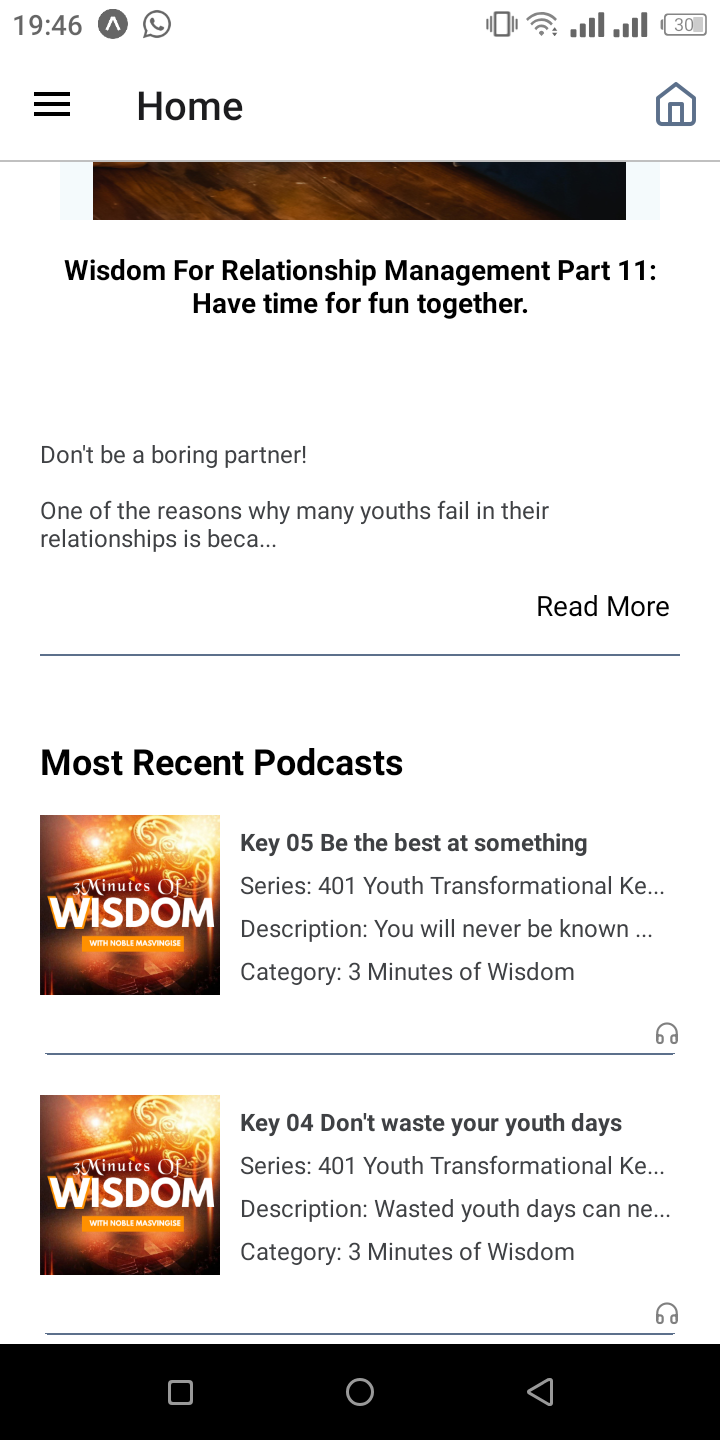 19:46
30
Home
Wisdom For Relationship Management Part 11:
Have time for fun together.
Don't be a boring partner!
One of the reasons why many youths fail in their
relationships is beca...
Read More
Most Recent Podcasts
3Minutes Of
WISDOM
WITH NOBLE MASVINGISE
Key 05 Be the best at something
Series: 401 Youth Transformational Ke...
Description: You will never be known ...
Category: 3 Minutes of Wisdom
3Minutes Of
WISDOM
WITH NOBLE MASVINGISE
Key 04 Don't waste your youth days
Series: 401 Youth Transformational Ke...
Description: Wasted youth days can ne...
Category: 3 Minutes of Wisdom